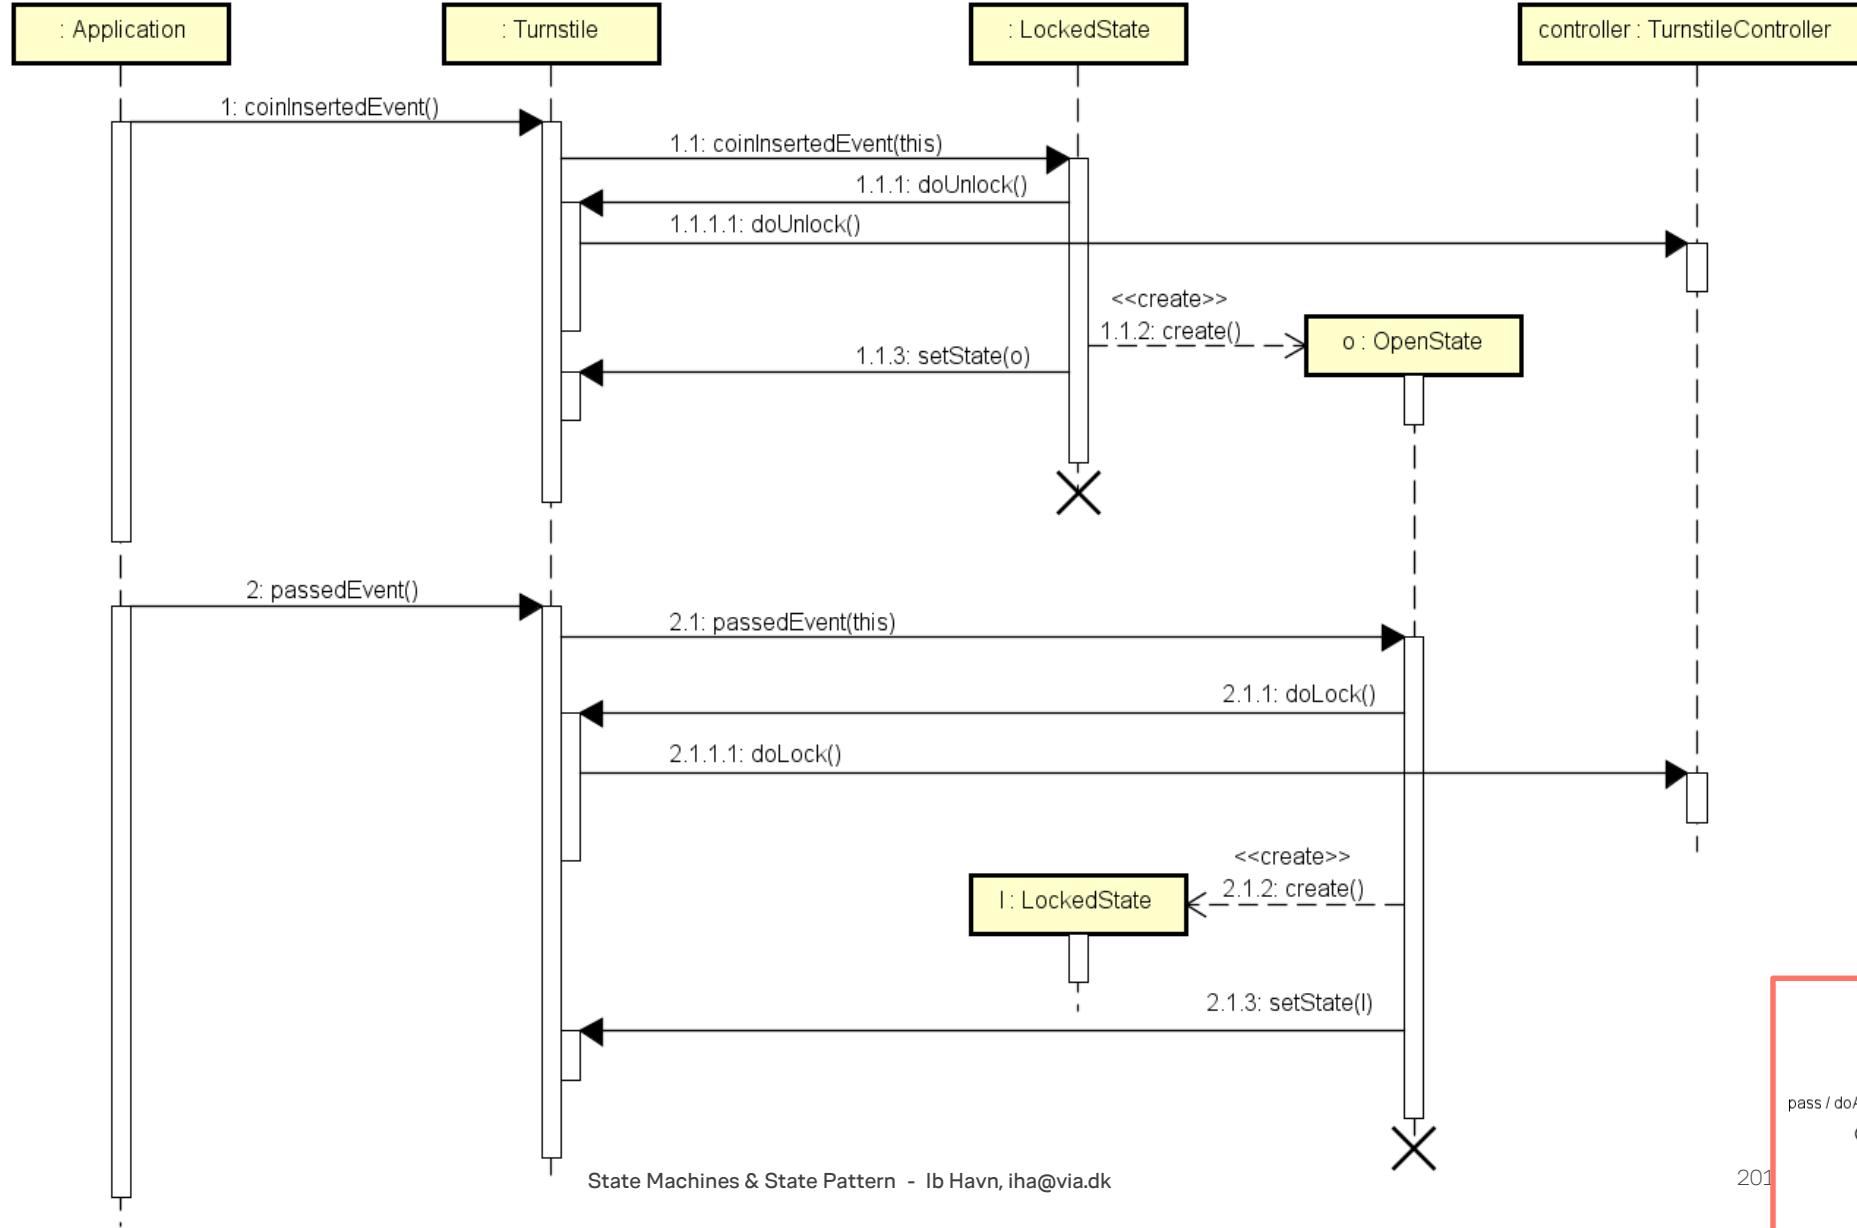 : Application
: Turnstile
: LockedState
controller : TurnstileController
1: coinInsertedEvent()
1.1: coinInsertedEvent(this)
1.1.1: doUnlock()
1.1.1.1: doUnlock()
<<create>>
1.1.2: create()
o : OpenState
1.1.3: setState(o)
2: passedEvent()
2.1: passedEvent(this)
2.1.1: doLock()
2.1.1.1: doLock()
<<create>>
2.1.2: create()
l : LockedState
2.1.3: setState(l)
pass / do
State Machines & State Pattern - Ib Havn, iha@via.dk
201